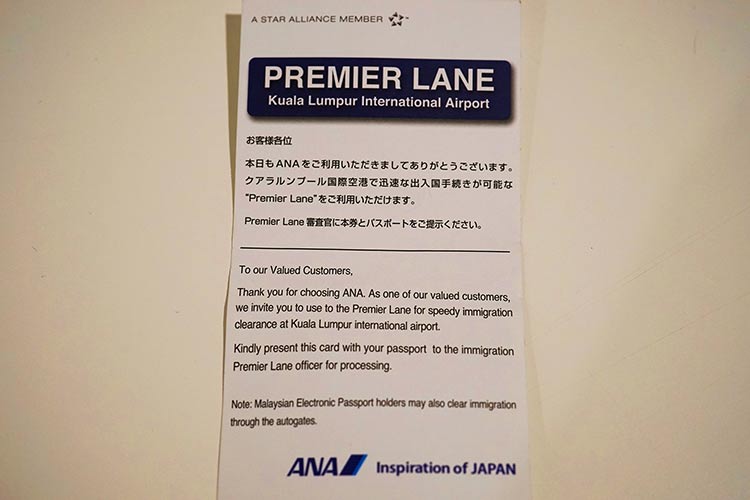 A STAR ALLIANCE MEMBER
PREMIER LANE
Kuala Lumpur International Airport
お客様各位
本日もANAをご利用いただきましてありがとうございます。
クアラルンプール国際空港で迅速な出入国手続きが可能な
"Premier Lane"をご利用いただけます。
Premier Lane 審査官に本券とパスポートをご提示ください。
To our Valued Customers,
Thank you for choosing ANA. As one of our valued customers,
we invite you to use to the Premier Lane for speedy immigration
clearance at Kuala Lumpur international airport.
Kindly present this card with your passport to the immigration
Premier Lane officer for processing.
Note: Malaysian Electronic Passport holders may also clear immigration
through the autogates.
ANA Inspiration of JAPAN